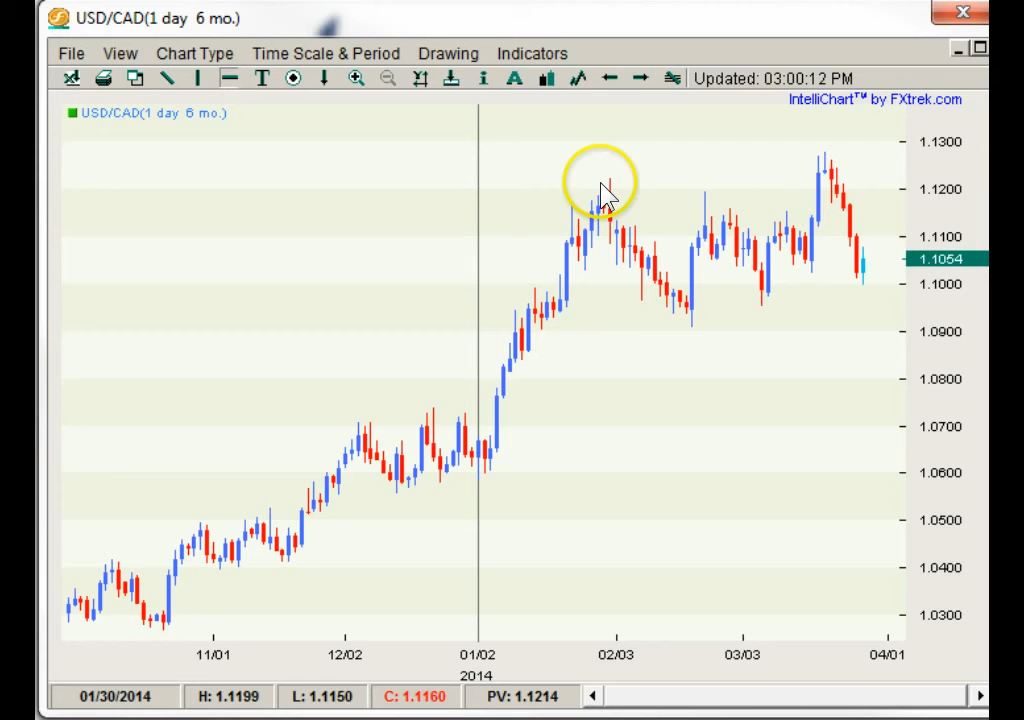 USD/CAD(1 day 6 mo.)
File View Chart Type Time Scale & Period Drawing Indicators
Updated: 03:00:12 PM
IntelliChart™ by FXtrek.com
USD/CAD(1 day 6 mo.)
1.1300
1.1200
1.1100
1.1054
1.1000
1.0900
1.0800
1.0700
1.0600
1.0500
1.0400
1.0300
11/01 12/02 01/02 02/03 03/03 04/01
2014
01/30/2014 H: 1.1199 L: 1.1150 C: 1.1160 PV: 1.1214